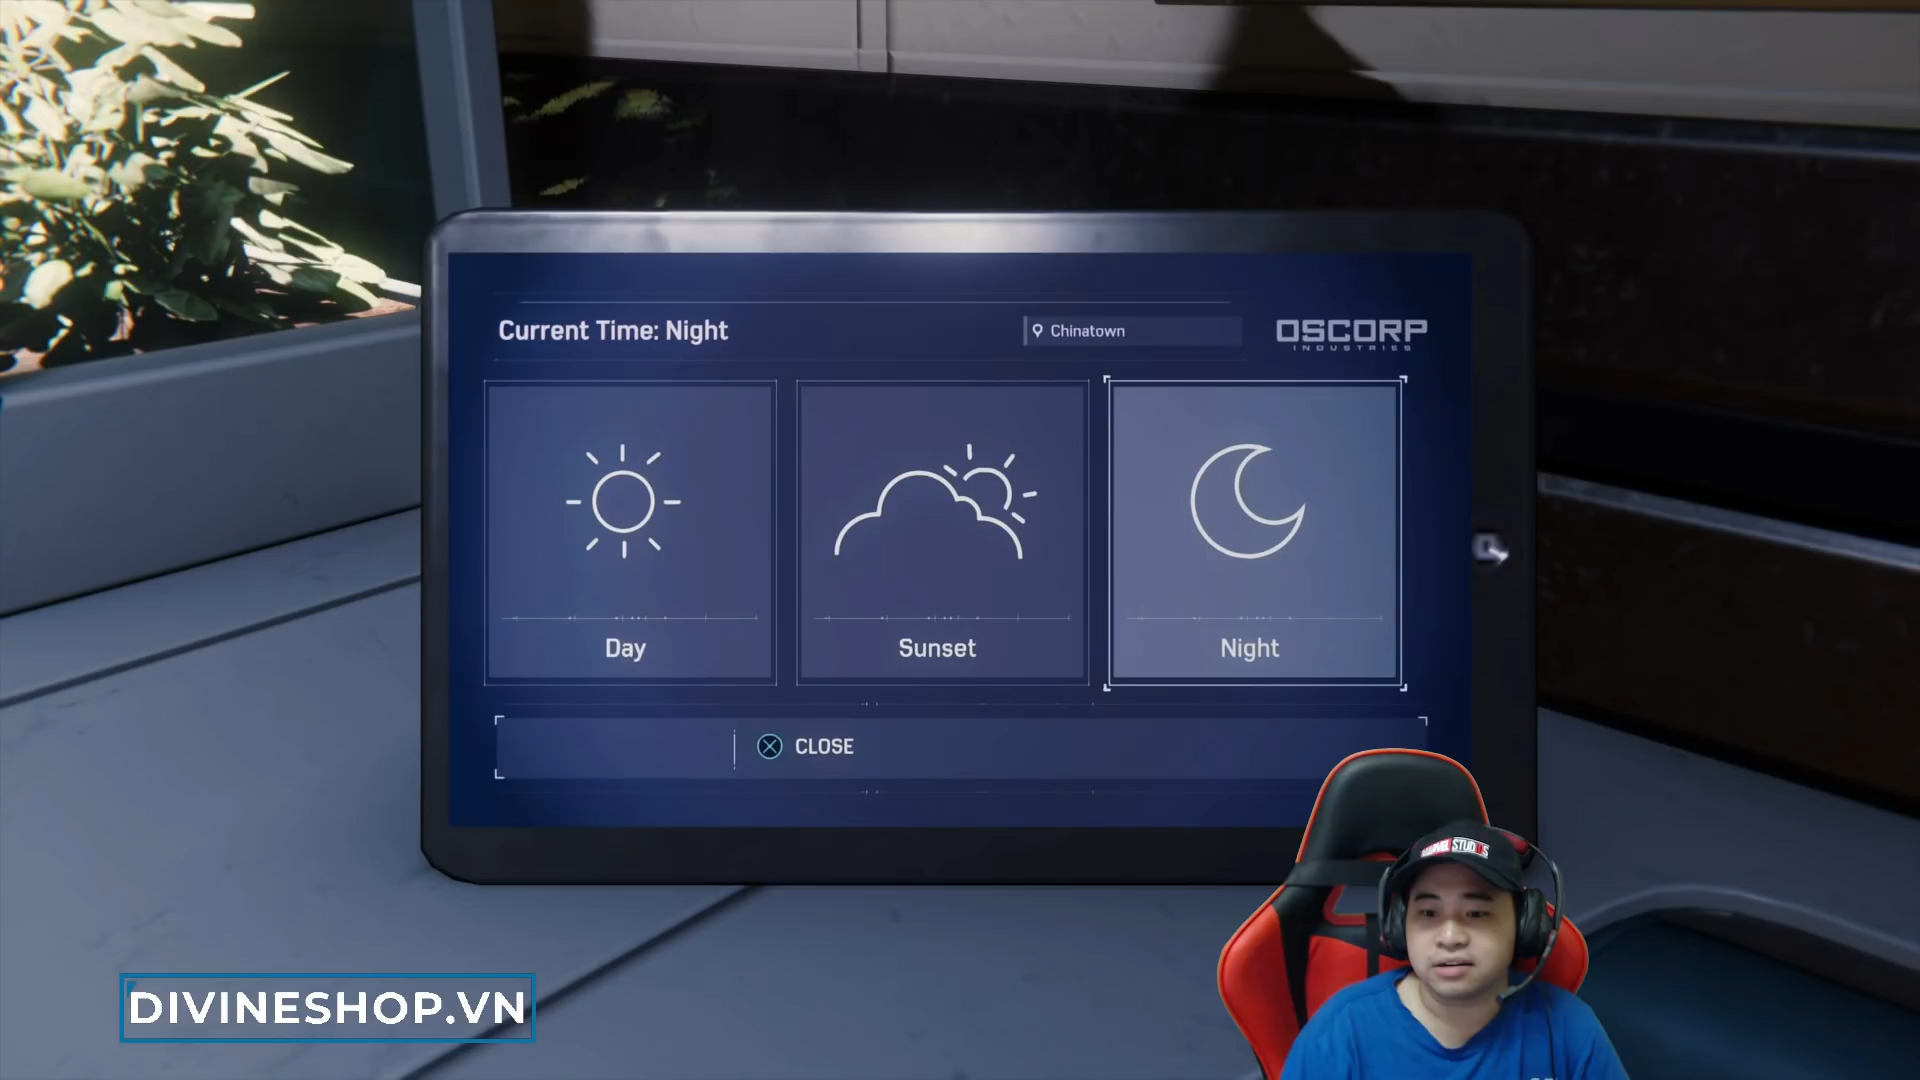 Current Time: Night
Chinatown
OSCORP
INDUSTRIES
Day
Sunset
Night
CLOSE
MARVEL STUDIOS
DIVINESHOP.VN